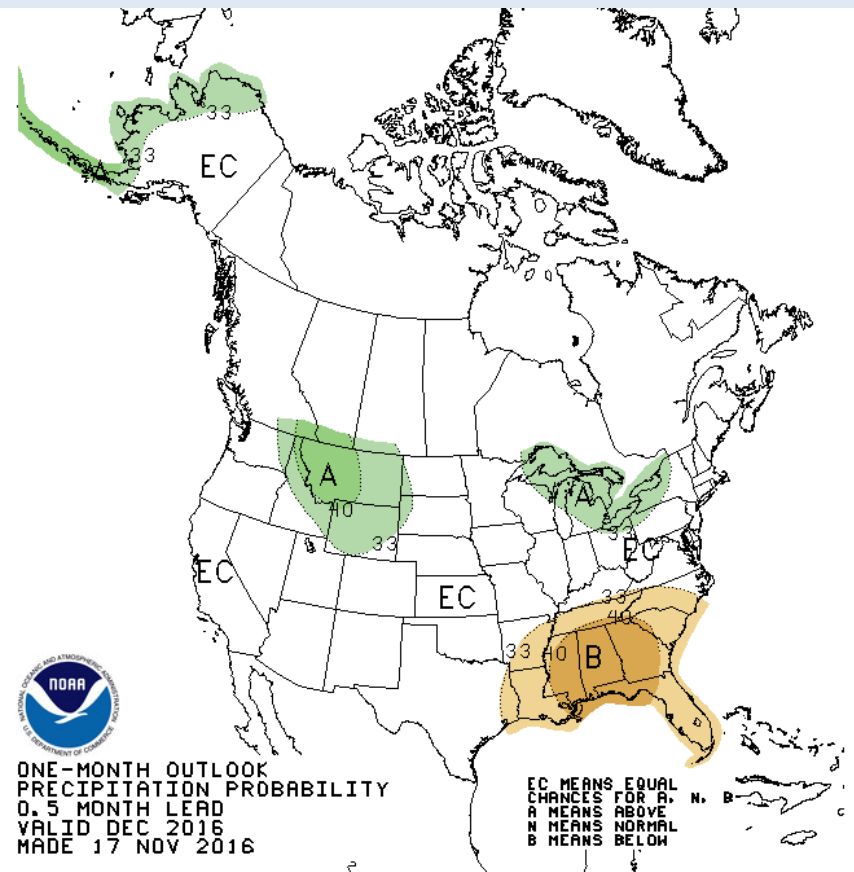 33
33
EC
A
A
40
33
A
33
EC
EC
EC
33
40
33
40
B
NATIONAL OCEANIC AND ATMOSPHERIC ADMINISTRATION
NOAA
U.S. DEPARTMENT OF COMMERCE
ONE-MONTH OUTLOOK
PRECIPITATION PROBABILITY
0.5 MONTH LEAD
VALID DEC 2016
MADE 17 NOV 2016
EC MEANS EQUAL
CHANCES FOR A, N, B
A MEANS ABOVE
N MEANS NORMAL
B MEANS BELOW